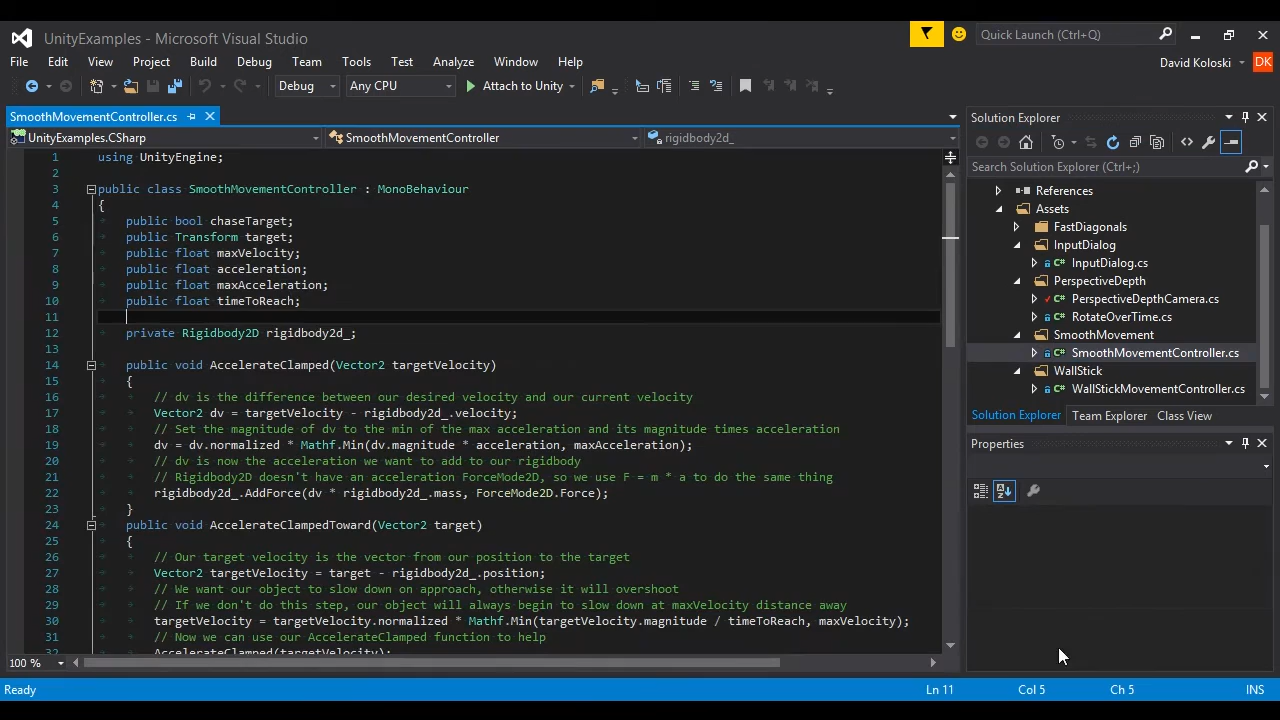 UnityExamples - Microsoft Visual Studio
Quick Launch (Ctrl+Q)
File Edit View Project Build Debug Team Tools Test Analyze Window Help
David Koloski DK
Debug Any CPU Attach to Unity
SmoothMovementController.cs
UnityExamples.CSharp SmoothMovementController rigidbody2d_
1 using UnityEngine;
2
3 public class SmoothMovementController : MonoBehaviour
4 {
5 public bool chaseTarget;
6 public Transform target;
7 public float maxVelocity;
8 public float acceleration;
9 public float maxAcceleration;
10 public float timeToReach;
11
12 private Rigidbody2D rigidbody2d_;
13
14 public void AccelerateClamped(Vector2 targetVelocity)
15 {
16 // dv is the difference between our desired velocity and our current velocity
17 Vector2 dv = targetVelocity - rigidbody2d_.velocity;
18 // Set the magnitude of dv to the min of the max acceleration and its magnitude times acceleration
19 dv = dv.normalized * Mathf.Min(dv.magnitude * acceleration, maxAcceleration);
20 // dv is now the acceleration we want to add to our rigidbody
21 // Rigidbody2D doesn't have an acceleration ForceMode2D, so we use F = m * a to do the same thing
22 rigidbody2d_.AddForce(dv * rigidbody2d_.mass, ForceMode2D.Force);
23 }
24 public void AccelerateClampedToward(Vector2 target)
25 {
26 // Our target velocity is the vector from our position to the target
27 Vector2 targetVelocity = target - rigidbody2d_.position;
28 // We want our object to slow down on approach, otherwise it will overshoot
29 // If we don't do this step, our object will always begin to slow down at maxVelocity distance away
30 targetVelocity = targetVelocity.normalized * Mathf.Min(targetVelocity.magnitude / timeToReach, maxVelocity);
31 // Now we can use our AccelerateClamped function to help
32 AccelerateClamped(targetVelocity);
100 %
Solution Explorer
Search Solution Explorer (Ctrl+;)
References
Assets
FastDiagonals
InputDialog
C# InputDialog.cs
PerspectiveDepth
C# PerspectiveDepthCamera.cs
C# RotateOverTime.cs
SmoothMovement
C# SmoothMovementController.cs
WallStick
C# WallStickMovementController.cs
Solution Explorer Team Explorer Class View
Properties
Ready Ln 11 Col 5 Ch 5 INS